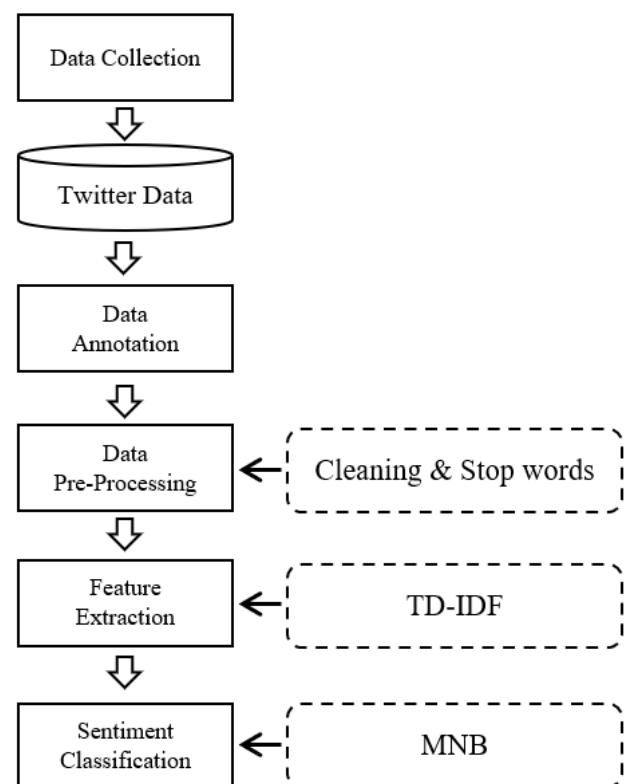 Data Collection
Twitter Data
Data
Annotation
Data
Pre-Processing
Cleaning & Stop words
Feature
Extraction
TD-IDF
Sentiment
Classification
MNB